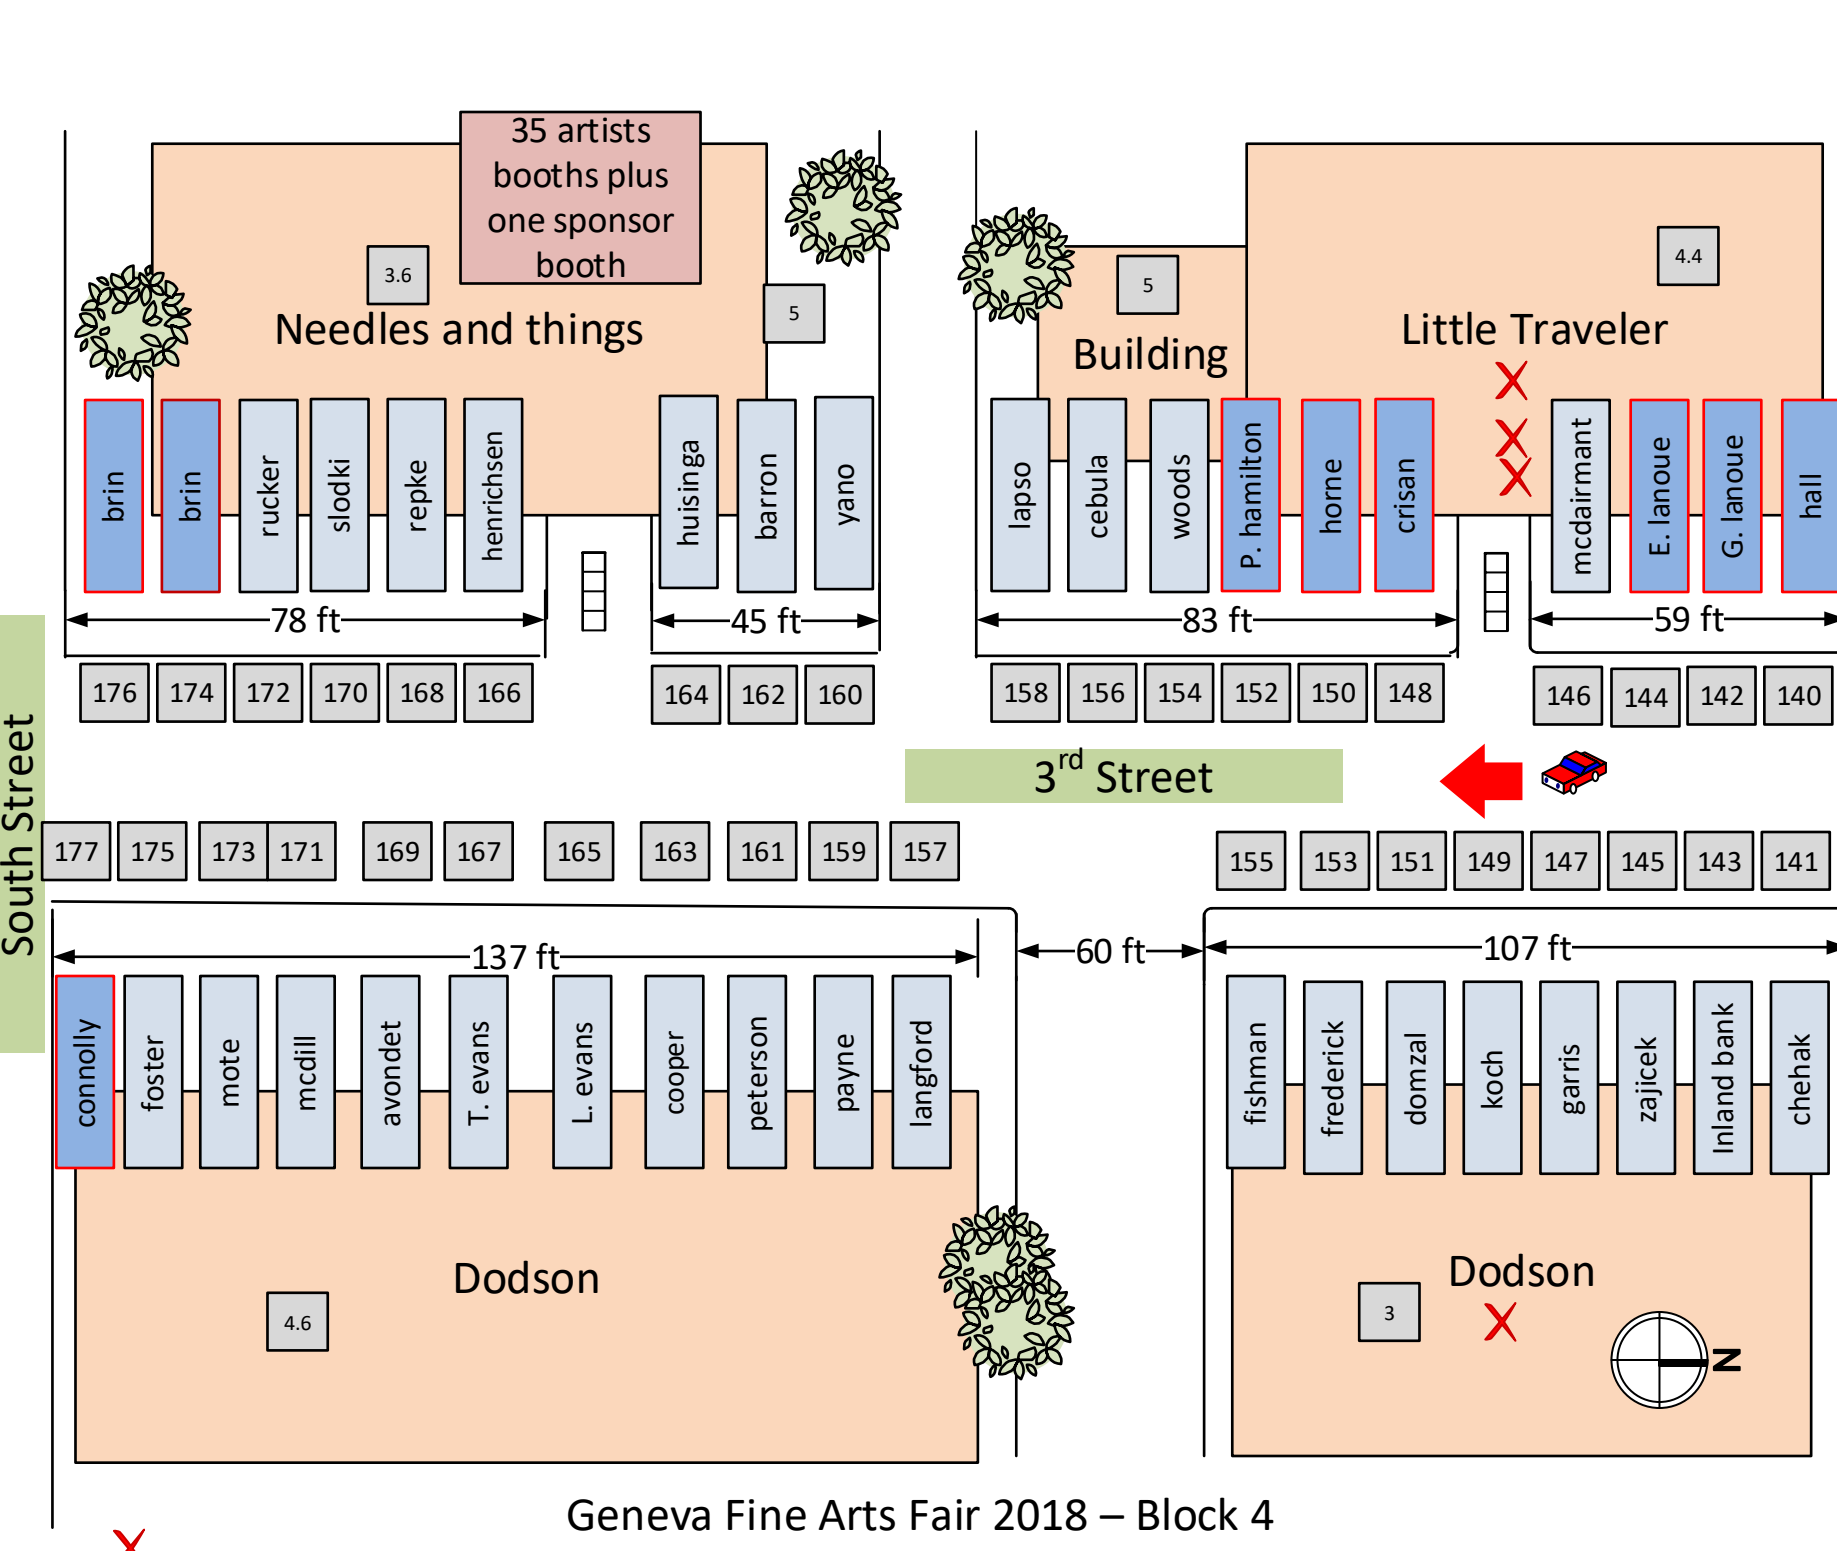 35 artists
booths plus
one sponsor
booth
3.6
Needles and things
5
5
Building
4.4
Little Traveler
brin
brin
rucker
slodki
repke
henrichsen
huisinga
barron
yano
lapso
cebula
woods
P. hamilton
horne
crisan
mcdairmant
E. lanoue
G. lanoue
hall
78 ft
45 ft
83 ft
59 ft
176 174 172 170 168 166 164 162 160 158 156 154 152 150 148 146 144 142 140
3rd Street
South Street
177 175 173 171 169 167 165 163 161 159 157 155 153 151 149 147 145 143 141
137 ft
60 ft
107 ft
connolly
foster
mote
mcdill
avondet
T. evans
L. evans
cooper
peterson
payne
langford
fishman
frederick
domzal
koch
garris
zajicek
Inland bank
chehak
Dodson
4.6
Dodson
3
N
Geneva Fine Arts Fair 2018 – Block 4